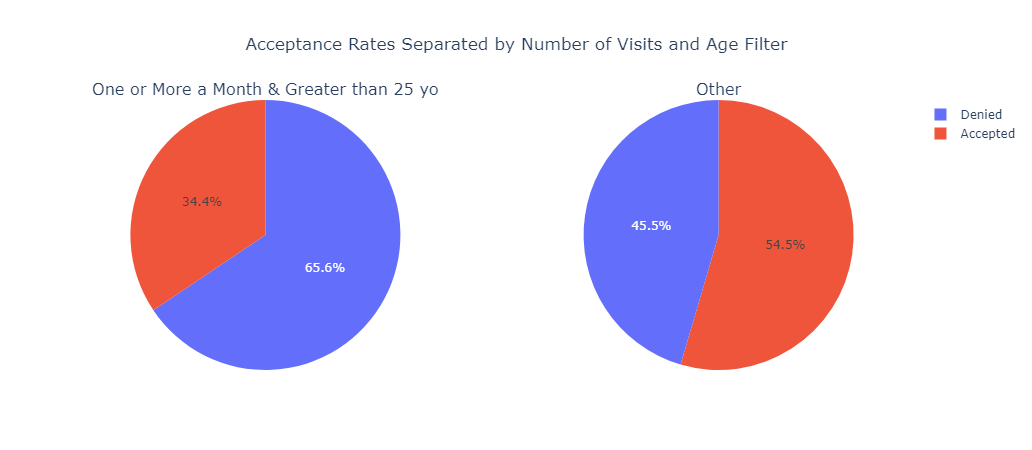 Acceptance Rates Separated by Number of Visits and Age Filter
One or More a Month & Greater than 25 yo
Other
Denied
Accepted
34.4%
65.6%
45.5%
54.5%